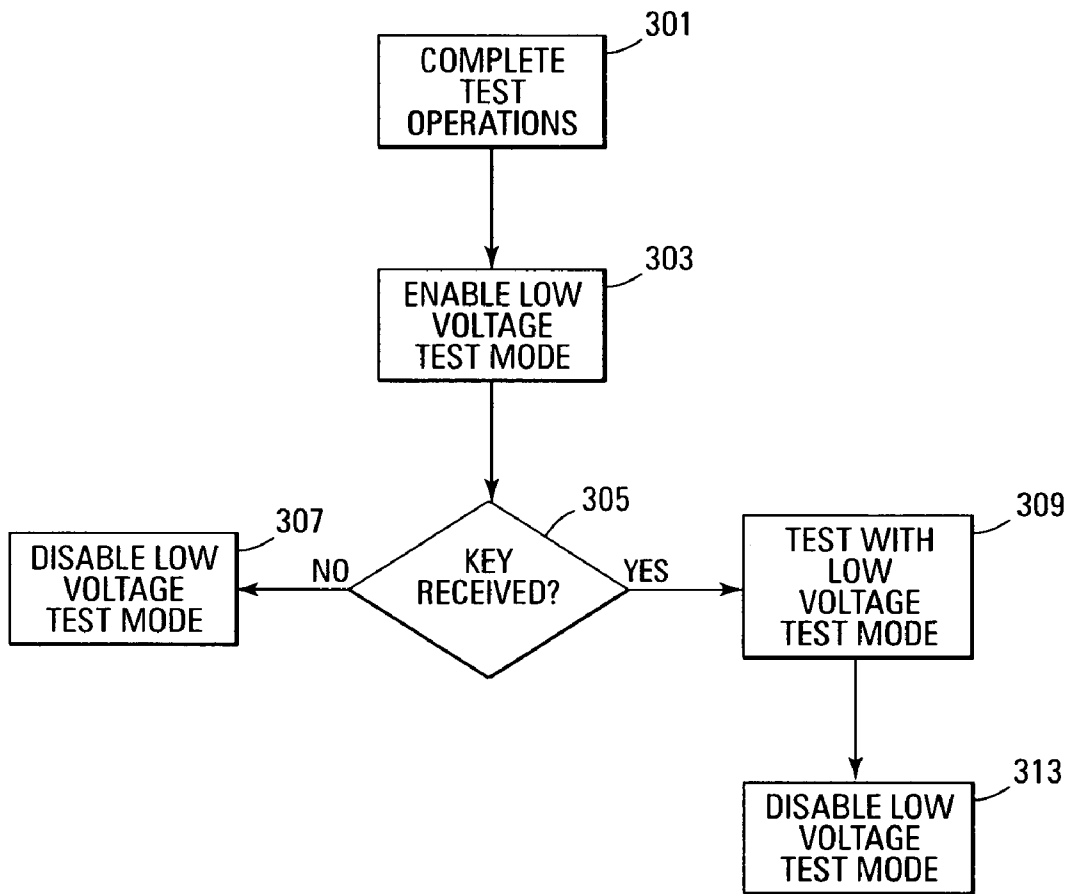 301
COMPLETE
TEST
OPERATIONS
303
ENABLE LOW
VOLTAGE
TEST MODE
305
KEY
RECEIVED?
NO
YES
307
DISABLE LOW
VOLTAGE
TEST MODE
309
TEST WITH
LOW
VOLTAGE
TEST MODE
313
DISABLE LOW
VOLTAGE
TEST MODE